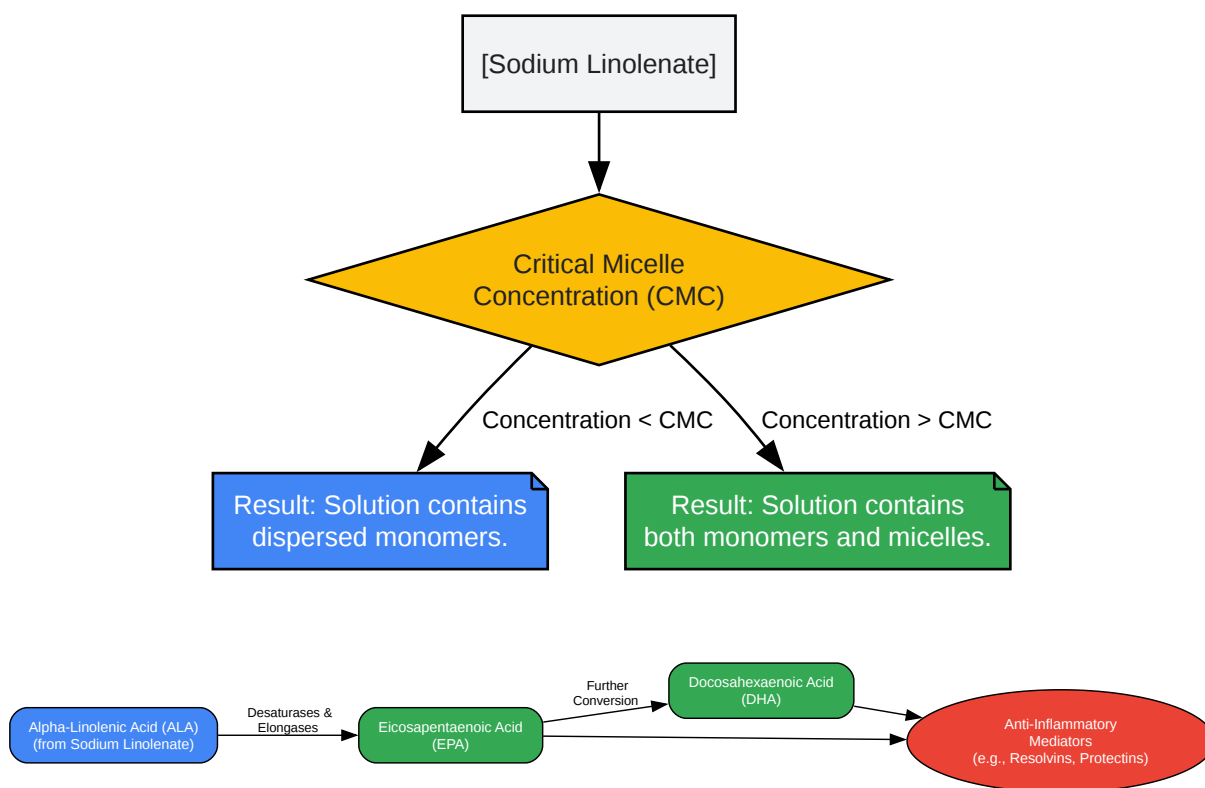 [Sodium Linolenate]
Critical Micelle
Concentration (CMC)
Concentration < CMC
Concentration > CMC
Result: Solution contains
dispersed monomers.
Result: Solution contains
both monomers and micelles.
Alpha-Linolenic Acid (ALA)
(from Sodium Linolenate)
Desaturases &
Elongases
Eicosapentaenoic Acid
(EPA)
Further
Conversion
Docosahexaenoic Acid
(DHA)
Anti-Inflammatory
Mediators
(e.g., Resolvins, Protectins)